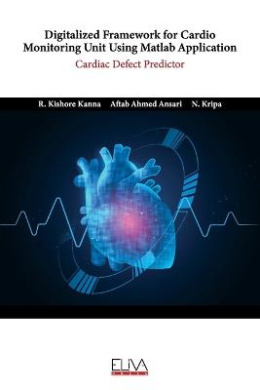 Digitalized Framework for Cardio
Monitoring Unit Using Matlab Application
Cardiac Defect Predictor
R. Kishore Kanna Aftab Ahmed Ansari N. Kripa
ELIVA
PRESS